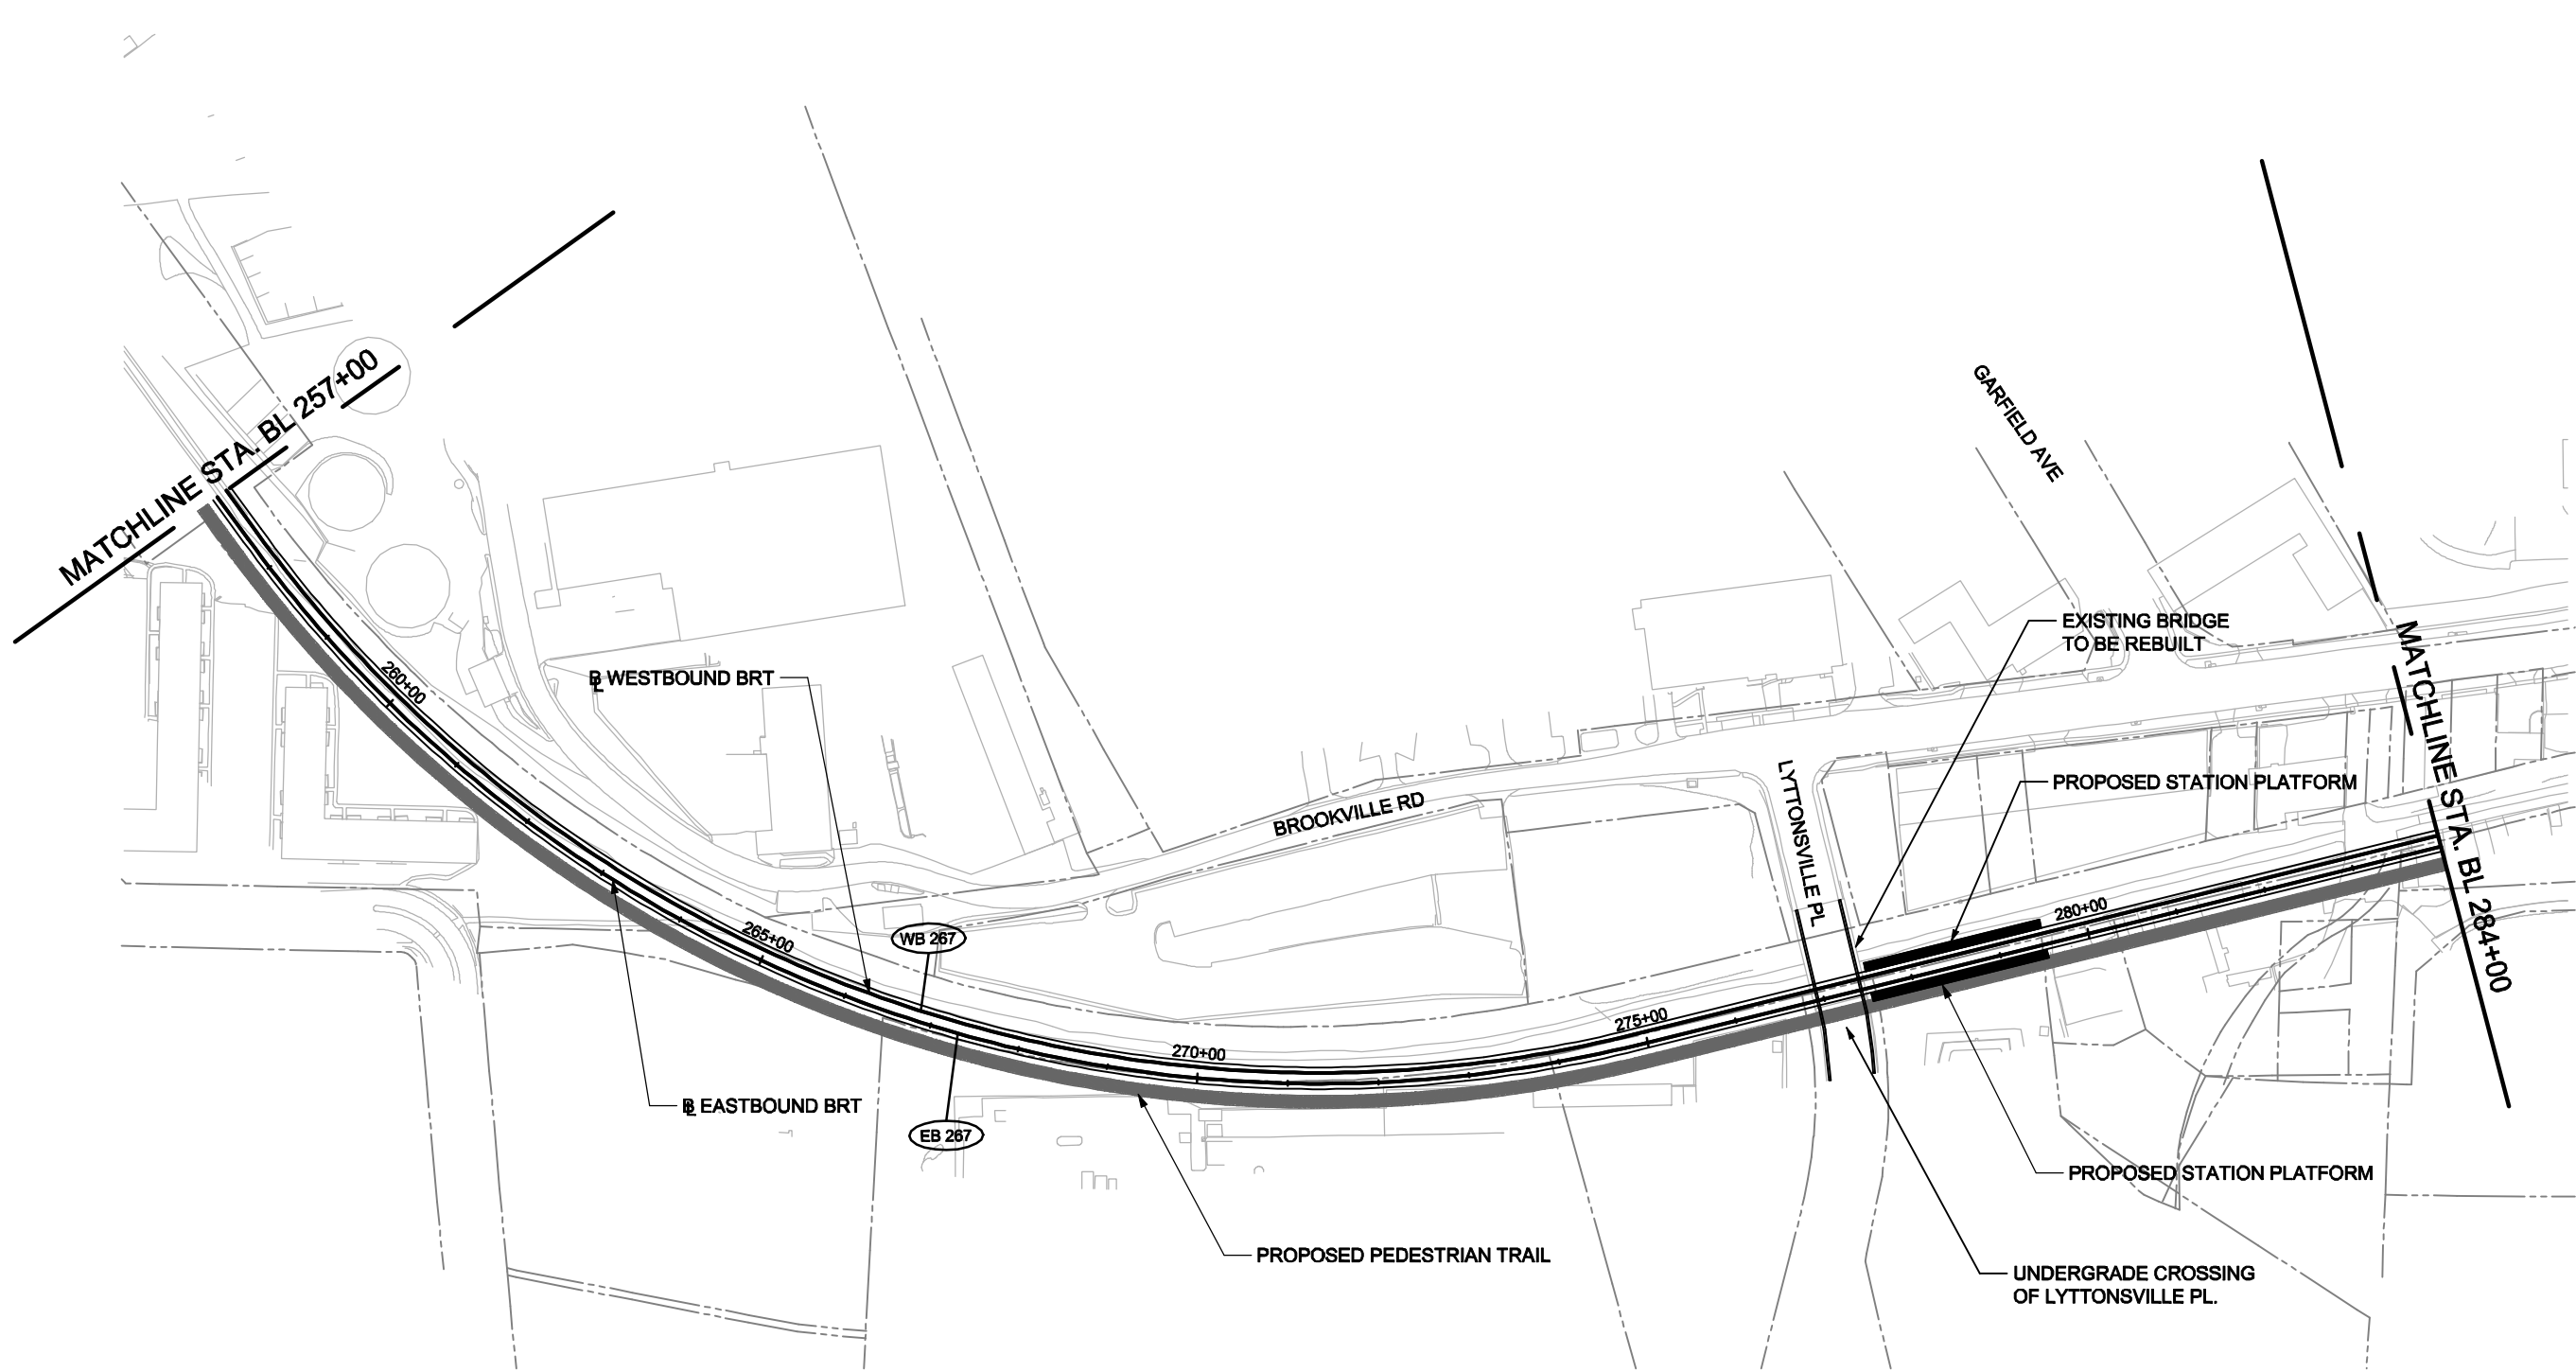 GARFIELD AVE
MATCHLINE STA. BL 257+00
EXISTING BRIDGE
TO BE REBUILT
260+00
BL WESTBOUND BRT
MATCHLINE STA. BL 284+00
PROPOSED STATION PLATFORM
LYTTONSVILLE PL
BROOKVILLE RD
280+00
265+00
WB 267
275+00
270+00
BL EASTBOUND BRT
EB 267
PROPOSED STATION PLATFORM
PROPOSED PEDESTRIAN TRAIL
UNDERGRADE CROSSING
OF LYTTONSVILLE PL.